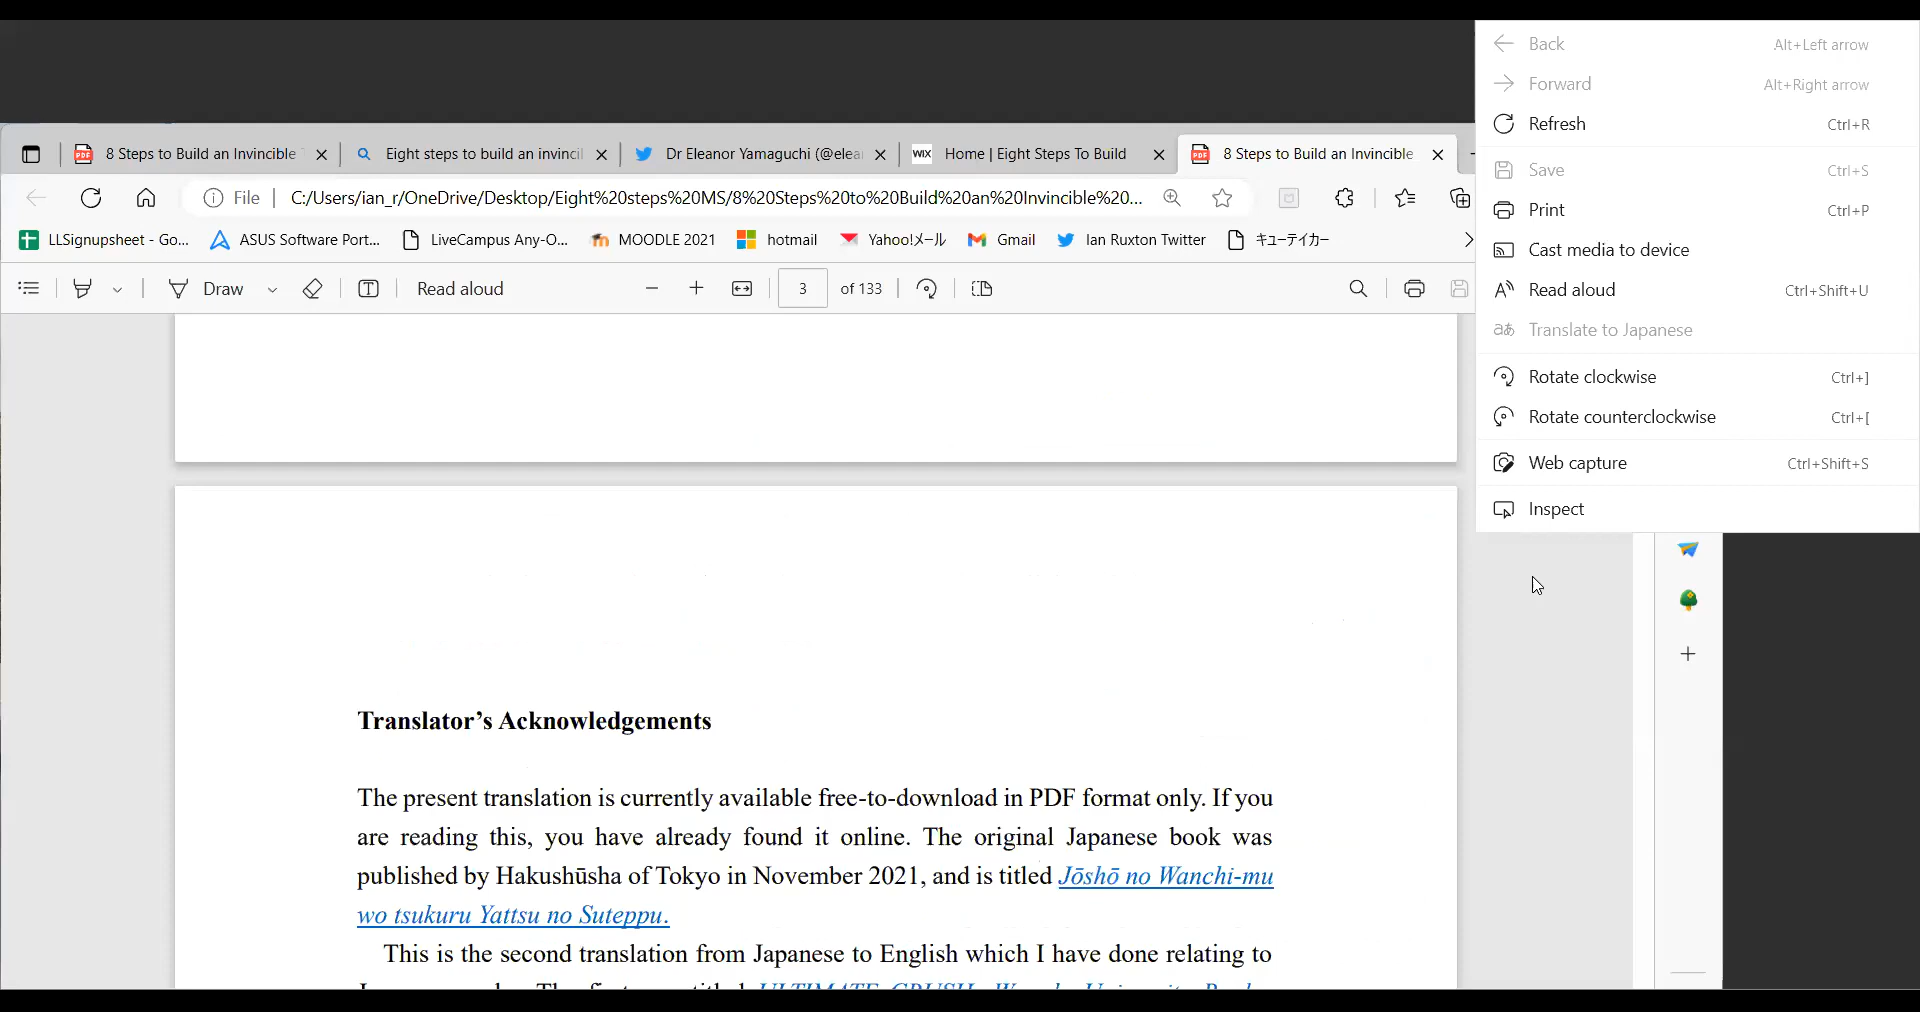 8 Steps to Build an Invincible
Eight steps to build an invincil
Dr Eleanor Yamaguchi (@elea
WIX Home | Eight Steps To Build
8 Steps to Build an Invincible
File
C:/Users/ian_r/OneDrive/Desktop/Eight%20steps%20MS/8%20Steps%20to%20Build%20an%20Invincible%20...
LLSignupsheet - Go...
ASUS Software Port...
LiveCampus Any-O...
MOODLE 2021
hotmail
Yahoo!メール
Gmail
Ian Ruxton Twitter
キューテイカー
Draw
Read aloud
3 of 133
Back Alt+Left arrow
Forward Alt+Right arrow
Refresh Ctrl+R
Save Ctrl+S
Print Ctrl+P
Cast media to device
Read aloud Ctrl+Shift+U
Translate to Japanese
Rotate clockwise Ctrl+]
Rotate counterclockwise Ctrl+[
Web capture Ctrl+Shift+S
Inspect
Translator’s Acknowledgements
The present translation is currently available free-to-download in PDF format only. If you
are reading this, you have already found it online. The original Japanese book was
published by Hakushūsha of Tokyo in November 2021, and is titled Jōshō no Wanchi-mu
wo tsukuru Yattsu no Suteppu.
This is the second translation from Japanese to English which I have done relating to